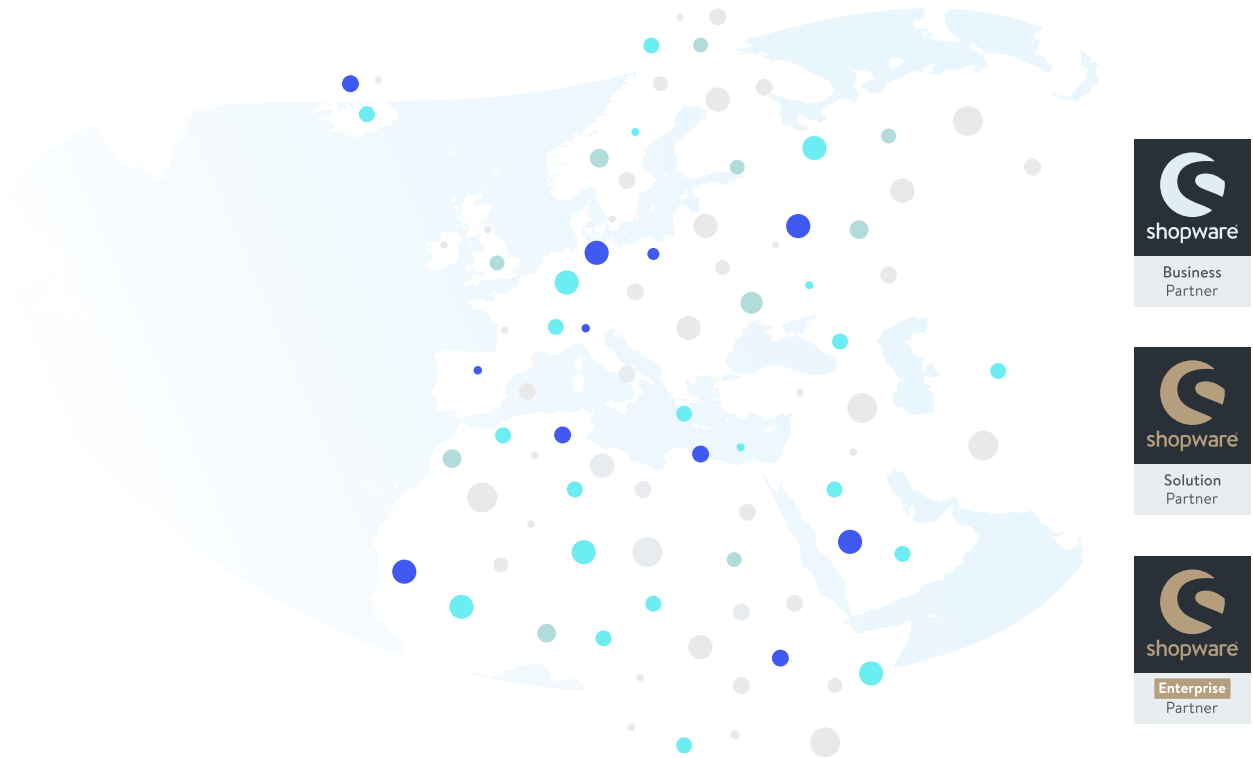 shopware
Business
Partner
shopware
Solution
Partner
shopware
Enterprise
Partner